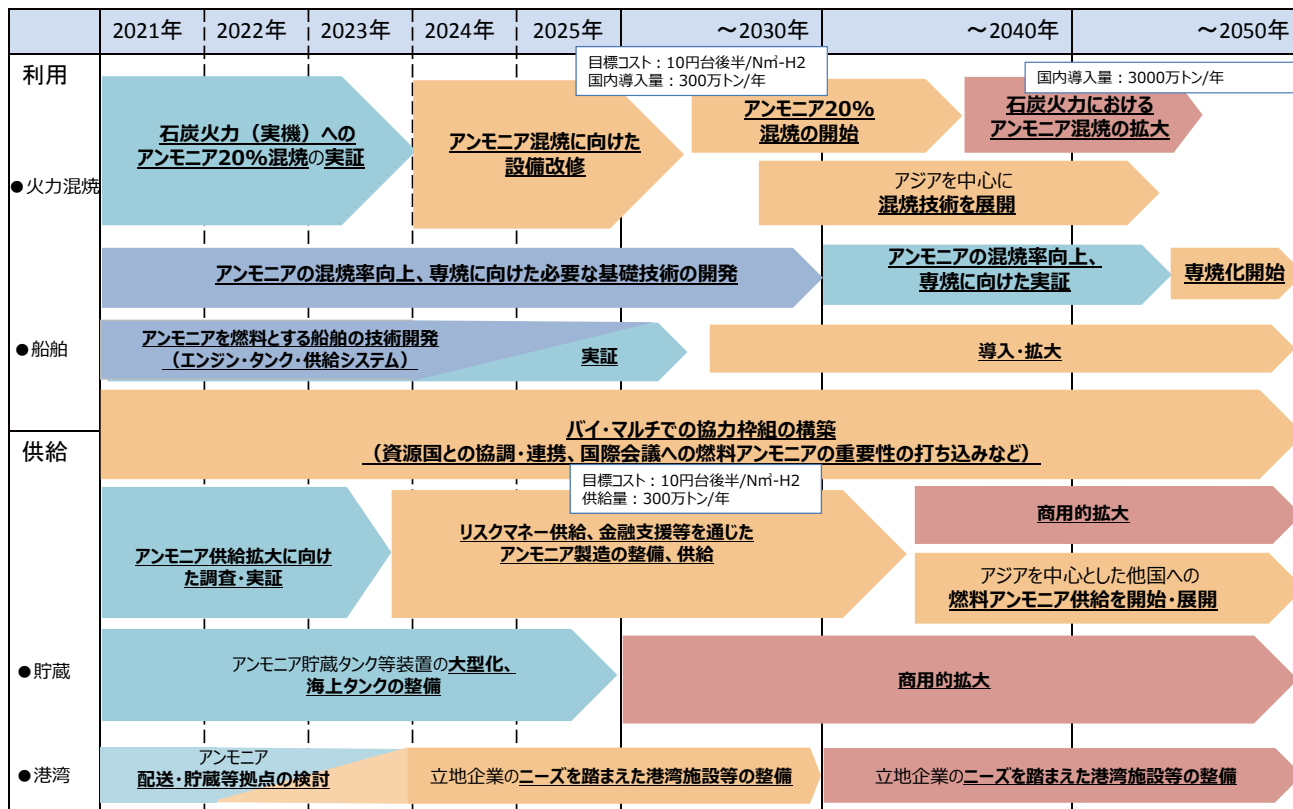 2021年 2022年 2023年 2024年 2025年 ～2030年 ～2040年 ～2050年
利用
目標コスト：10円台後半/N㎥-H2
国内導入量：300万トン/年
国内導入量：3000万トン/年
●火力混焼
石炭火力（実機）への
アンモニア20%混焼の実証
アンモニア混焼に向けた
設備改修
アンモニア20%
混焼の開始
石炭火力における
アンモニア混焼の拡大
アジアを中心に
混焼技術を展開
アンモニアの混焼率向上、専焼に向けた必要な基礎技術の開発
アンモニアの混焼率向上、
専焼に向けた実証
専焼化開始
●船舶
アンモニアを燃料とする船舶の技術開発
（エンジン・タンク・供給システム）
実証
導入・拡大
バイ・マルチでの協力枠組の構築
（資源国との協調・連携、国際会議への燃料アンモニアの重要性の打ち込みなど）
供給
目標コスト：10円台後半/N㎥-H2
供給量：300万トン/年
アンモニア供給拡大に向け
た調査・実証
リスクマネー供給、金融支援等を通じた
アンモニア製造の整備、供給
商用的拡大
アジアを中心とした他国への
燃料アンモニア供給を開始・展開
●貯蔵
アンモニア貯蔵タンク等装置の大型化、
海上タンクの整備
商用的拡大
●港湾
アンモニア
配送・貯蔵等拠点の検討
立地企業のニーズを踏まえた港湾施設等の整備
立地企業のニーズを踏まえた港湾施設等の整備